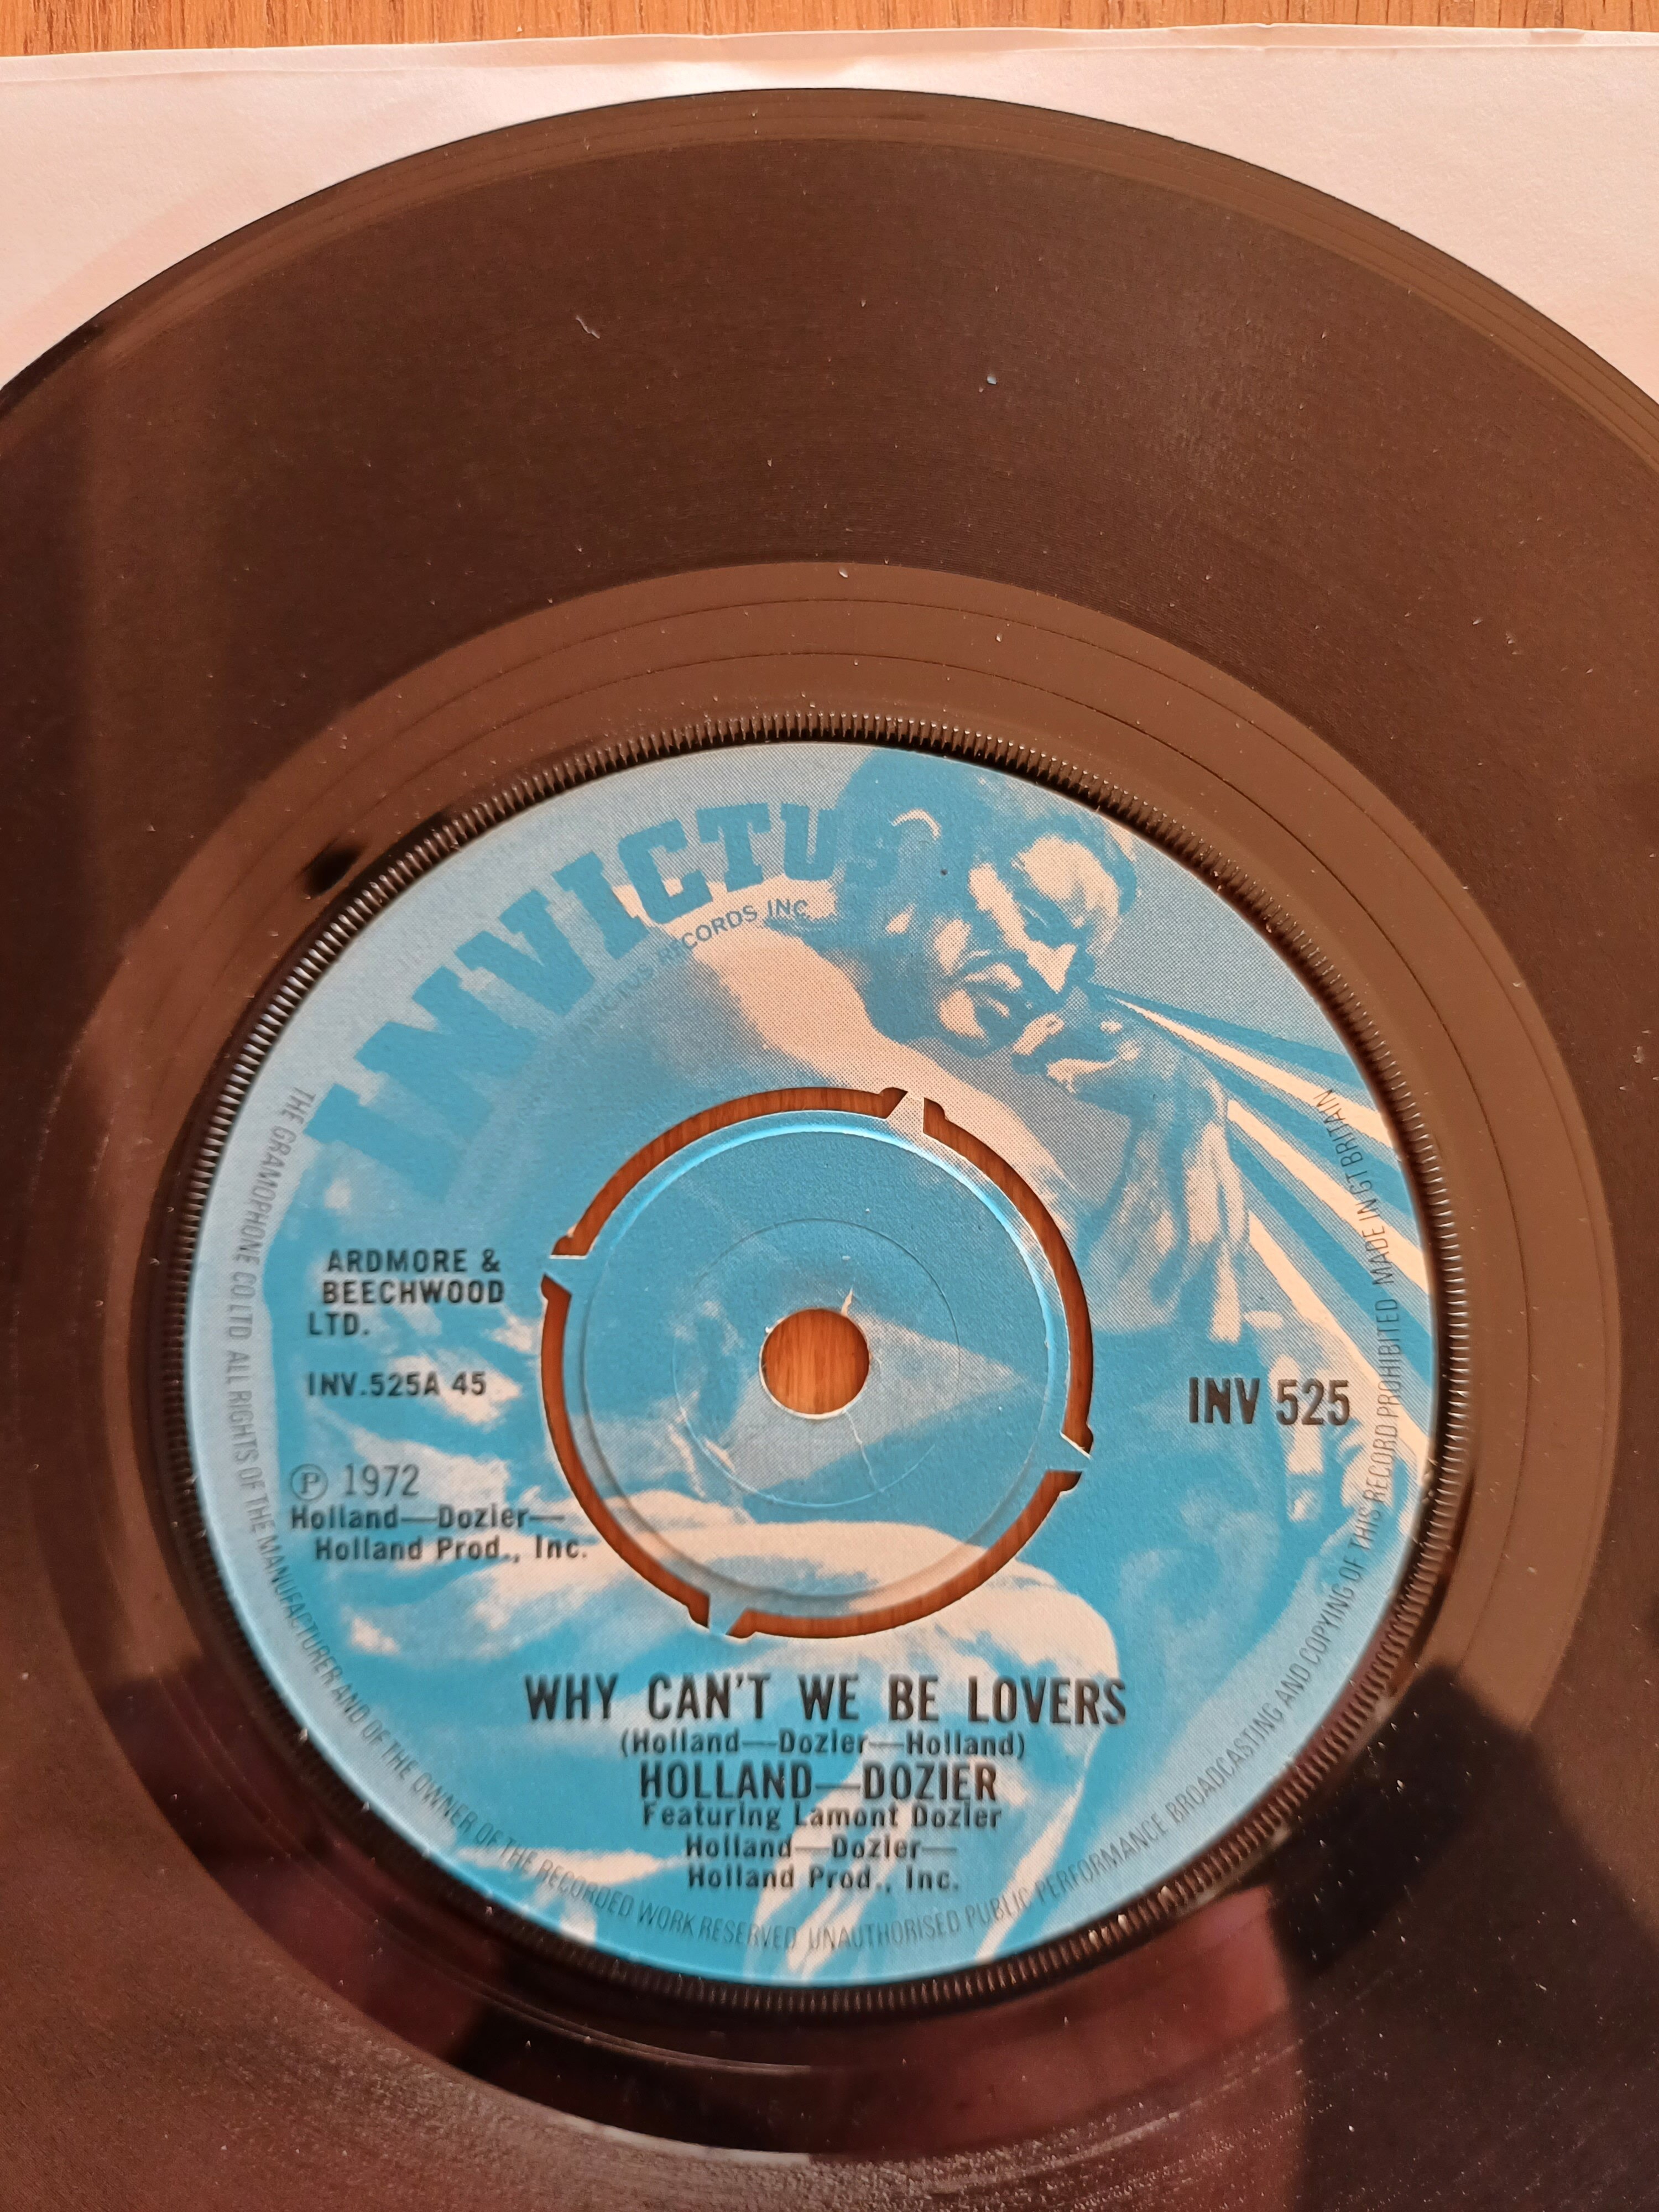 INVICTUS
INVICTUS RECORDS INC.
THE GRAMOPHONE CO LTD ALL RIGHTS OF THE MANUFACTURER AND OF THE OWNER OF THE RECORDED WORK RESERVED UNAUTHORISED PUBLIC PERFORMANCE BROADCASTING AND COPYING OF THIS RECORD PROHIBITED MADE IN GT BRITAIN
ARDMORE &
BEECHWOOD
LTD.
INV.525A 45
INV 525
Ⓟ 1972
Holland—Dozier—
Holland Prod., Inc.
WHY CAN'T WE BE LOVERS
(Holland—Dozier—Holland)
HOLLAND—DOZIER
Featuring Lamont Dozier
Holland—Dozier—
Holland Prod., Inc.